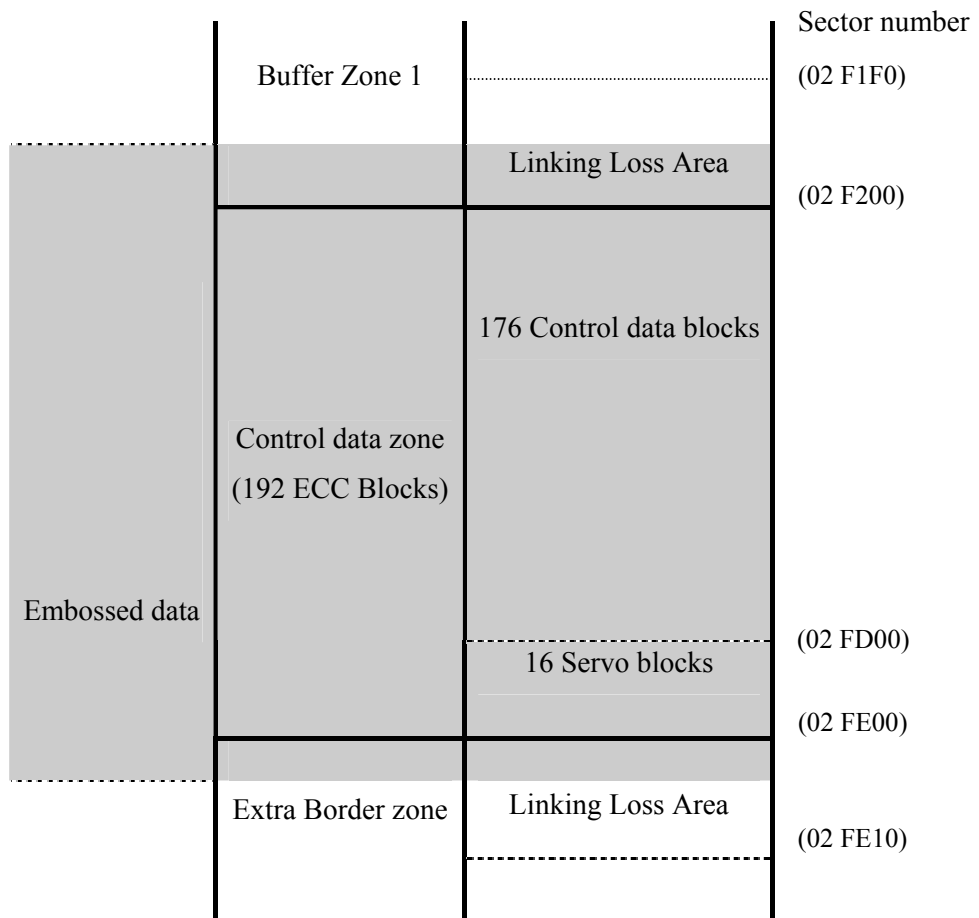 Sector number
Buffer Zone 1
(02 F1F0)
Linking Loss Area
(02 F200)
176 Control data blocks
Control data zone
(192 ECC Blocks)
Embossed data
(02 FD00)
16 Servo blocks
(02 FE00)
Extra Border zone
Linking Loss Area
(02 FE10)